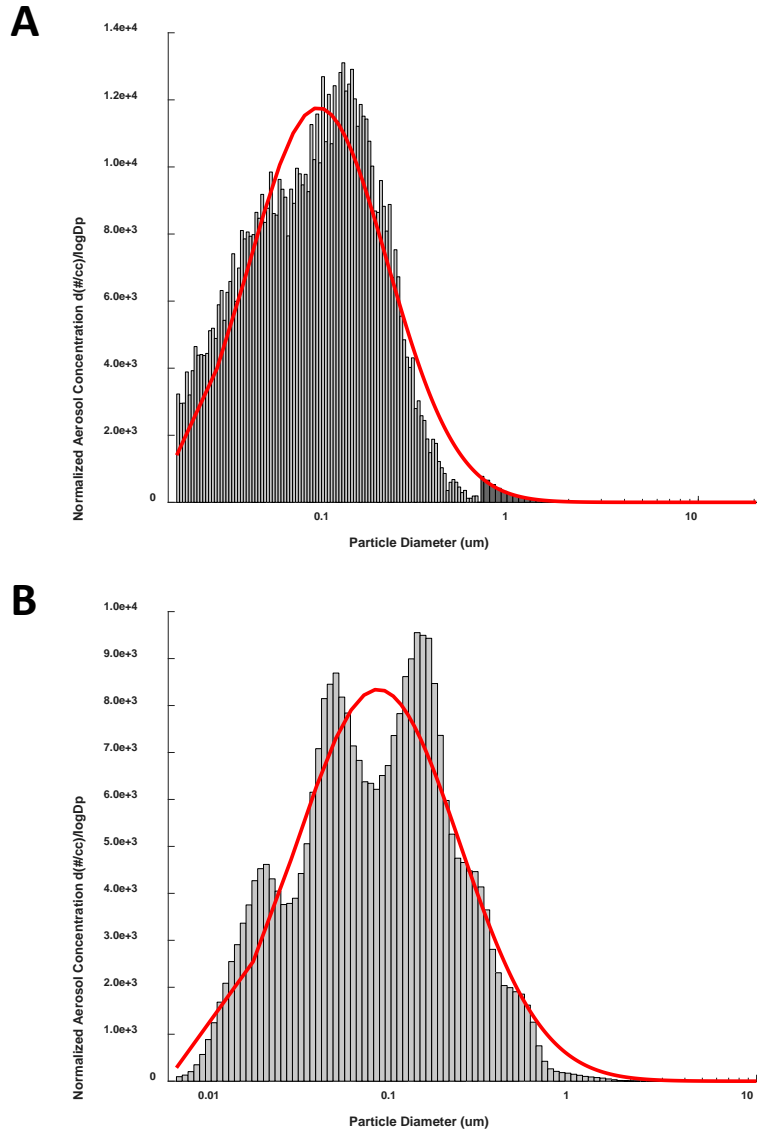 A
1.4e+4
1.2e+4
1.0e+4
8.0e+3
6.0e+3
4.0e+3
2.0e+3
0
Normalized Aerosol Concentration d(#/cc)/logDp
0.1
1
10
Particle Diameter (um)
B
1.0e+4
9.0e+3
8.0e+3
7.0e+3
6.0e+3
5.0e+3
4.0e+3
3.0e+3
2.0e+3
1.0e+3
0
Normalized Aerosol Concentration d(#/cc)/logDp
0.01
0.1
1
10
Particle Diameter (um)